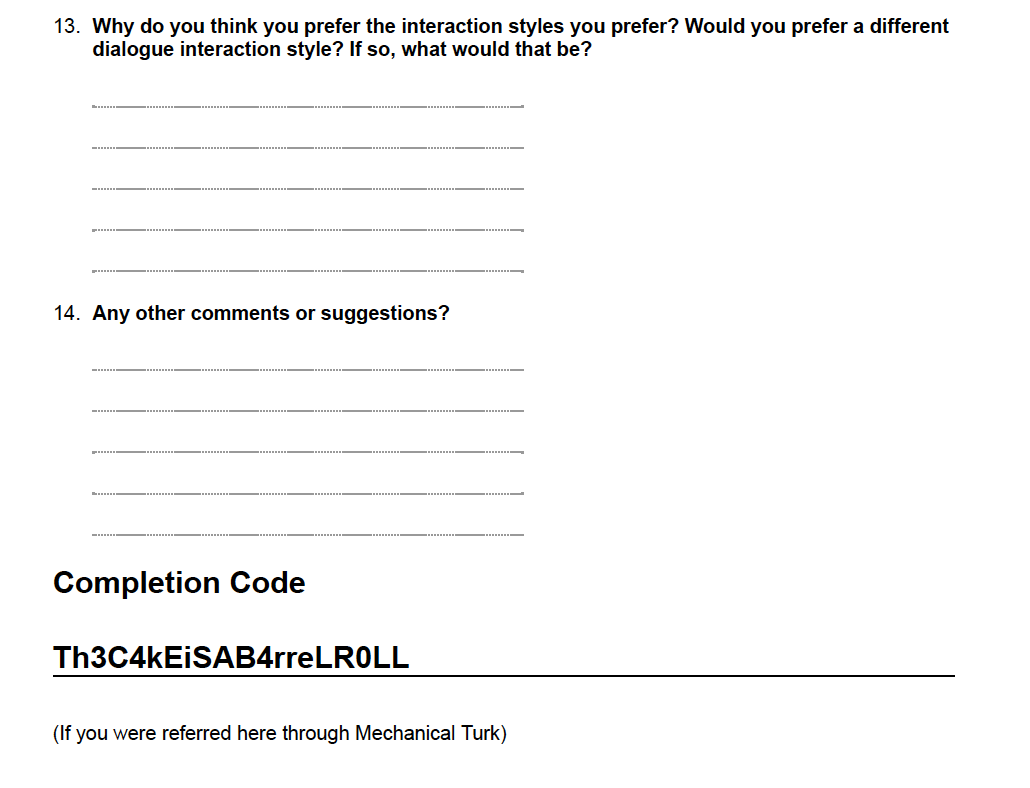 13. Why do you think you prefer the interaction styles you prefer? Would you prefer a different
dialogue interaction style? If so, what would that be?
14. Any other comments or suggestions?
Completion Code
Th3C4kEiSAB4rreLR0LL
(If you were referred here through Mechanical Turk)